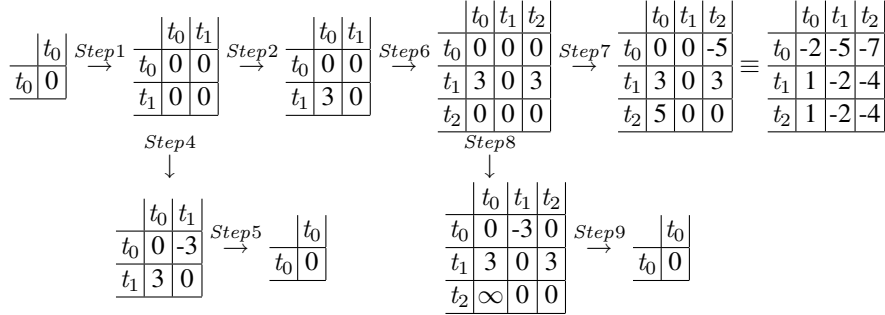 t0 Step1 → t0 t1 Step2 → t0 t1 Step6 → t0 t1 t2 Step7 → t0 t1 t2 ≡ t0 t1 t2
t0 0 t0 0 0 t0 0 0 t0 0 0 0 t0 0 0 -5 t0 -2 -5 -7
t1 0 0 t1 3 0 t1 3 0 3 t1 3 0 3 t1 1 -2 -4
t2 0 0 0 t2 5 0 0 t2 1 -2 -4
Step4 ↓ Step8 ↓
t0 t1 Step5 → t0 t0 t1 t2 Step9 → t0
t0 0 -3 t0 0 t0 0 -3 0 t0 0
t1 3 0 t1 3 0 3
t2 ∞ 0 0